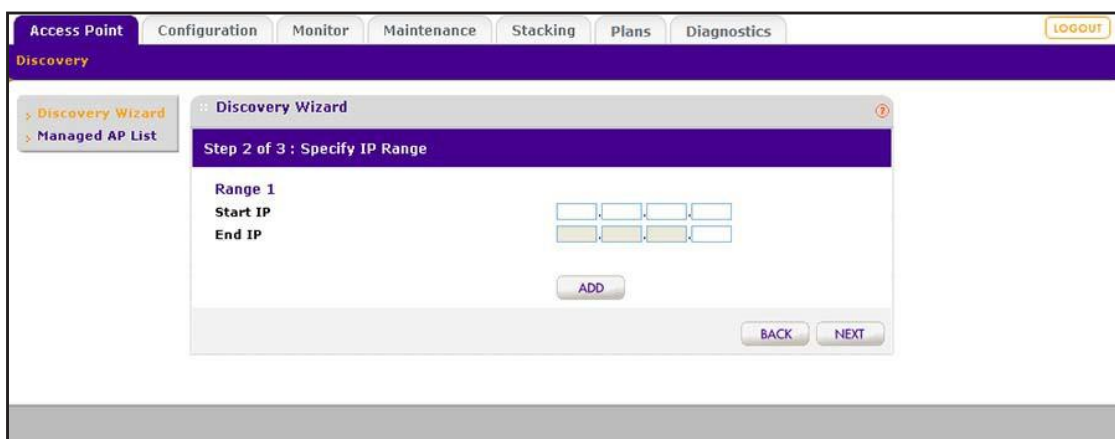 Access Point Configuration Monitor Maintenance Stacking Plans Diagnostics LOGOUT
Discovery
Discovery Wizard
Managed AP List
:: Discovery Wizard ?
Step 2 of 3 : Specify IP Range
Range 1
Start IP . . .
End IP . . .
ADD
BACK NEXT